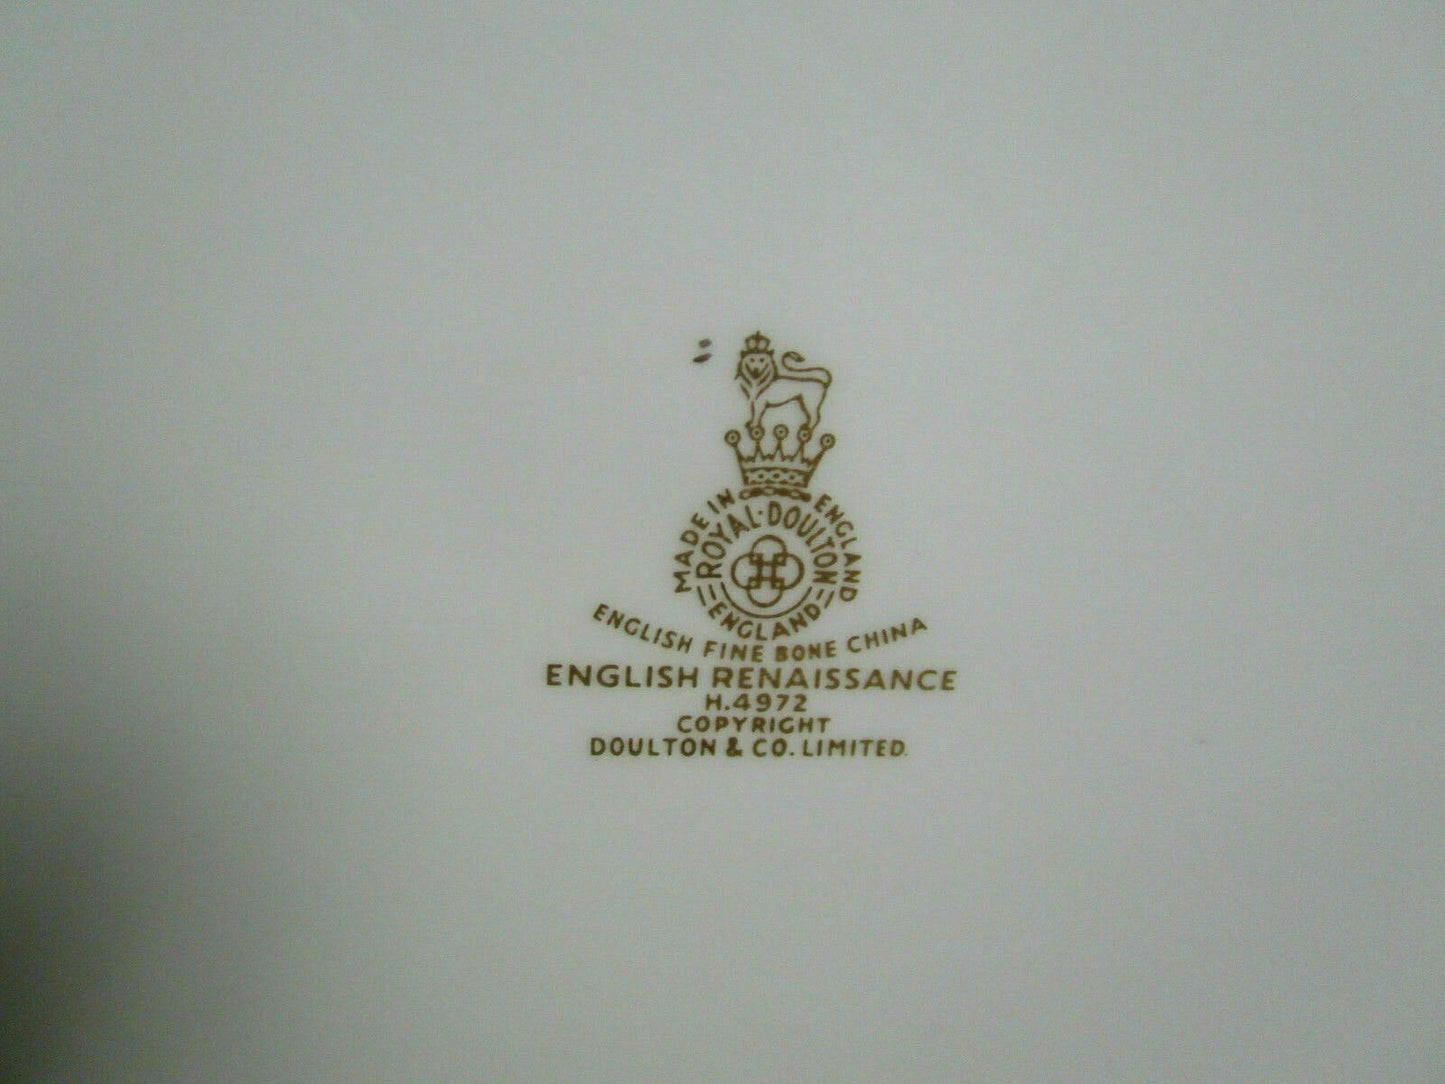 MADE IN ENGLAND
ROYAL·DOULTON
ENGLAND
ENGLISH FINE BONE CHINA
ENGLISH RENAISSANCE
H.4972
COPYRIGHT
DOULTON & CO. LIMITED.